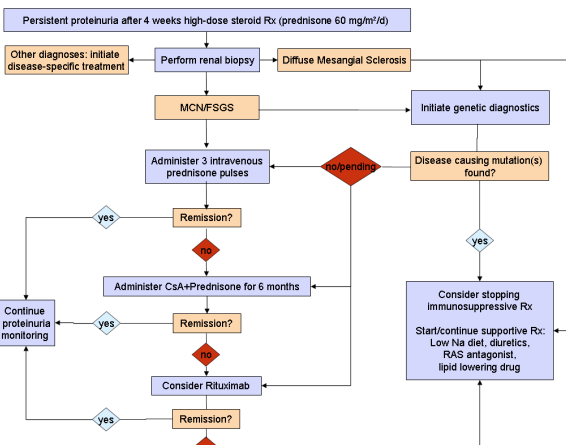 Persistent proteinuria after 4 weeks high-dose steroid Rx (prednisone 60 mg/m²/d)
Other diagnoses: initiate
disease-specific treatment
Perform renal biopsy
Diffuse Mesangial Sclerosis
MCN/FSGS
Initiate genetic diagnostics
Administer 3 intravenous
prednisone pulses
no/pending
Disease causing mutation(s)
found?
yes
Remission?
no
yes
Administer CsA+Prednisone for 6 months
Consider stopping
immunosuppressive Rx
Start/continue supportive Rx:
Low Na diet, diuretics,
RAS antagonist,
lipid lowering drug
Continue
proteinuria
monitoring
yes
Remission?
no
Consider Rituximab
yes
Remission?